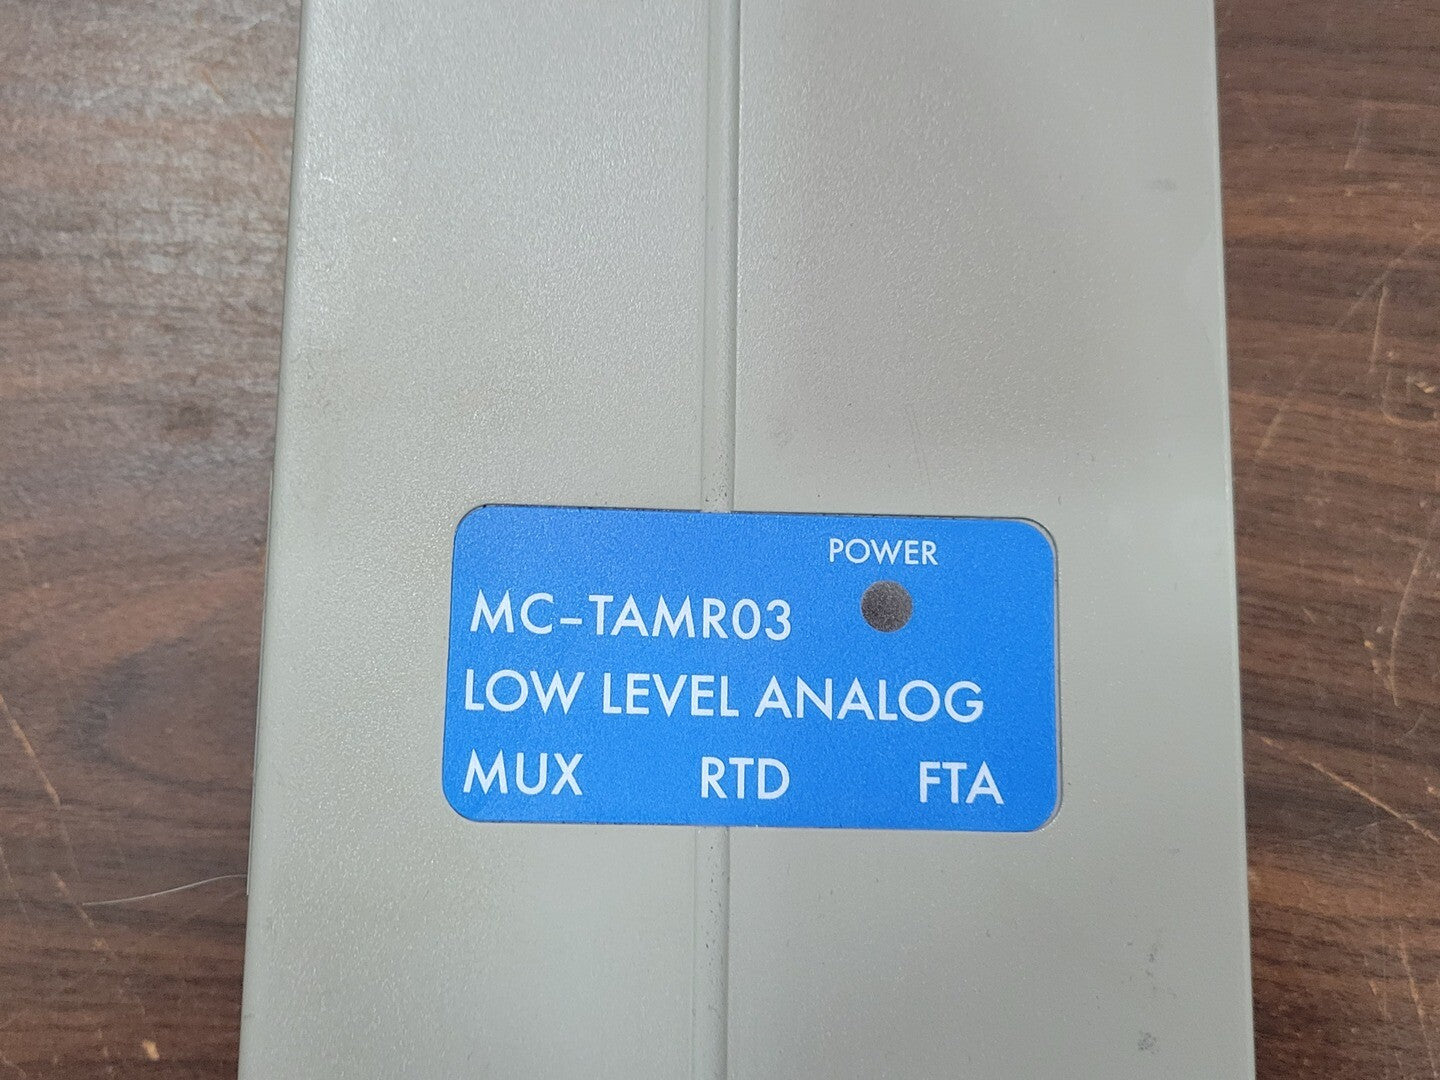 POWER
MC-TAMR03
LOW LEVEL ANALOG
MUX RTD FTA